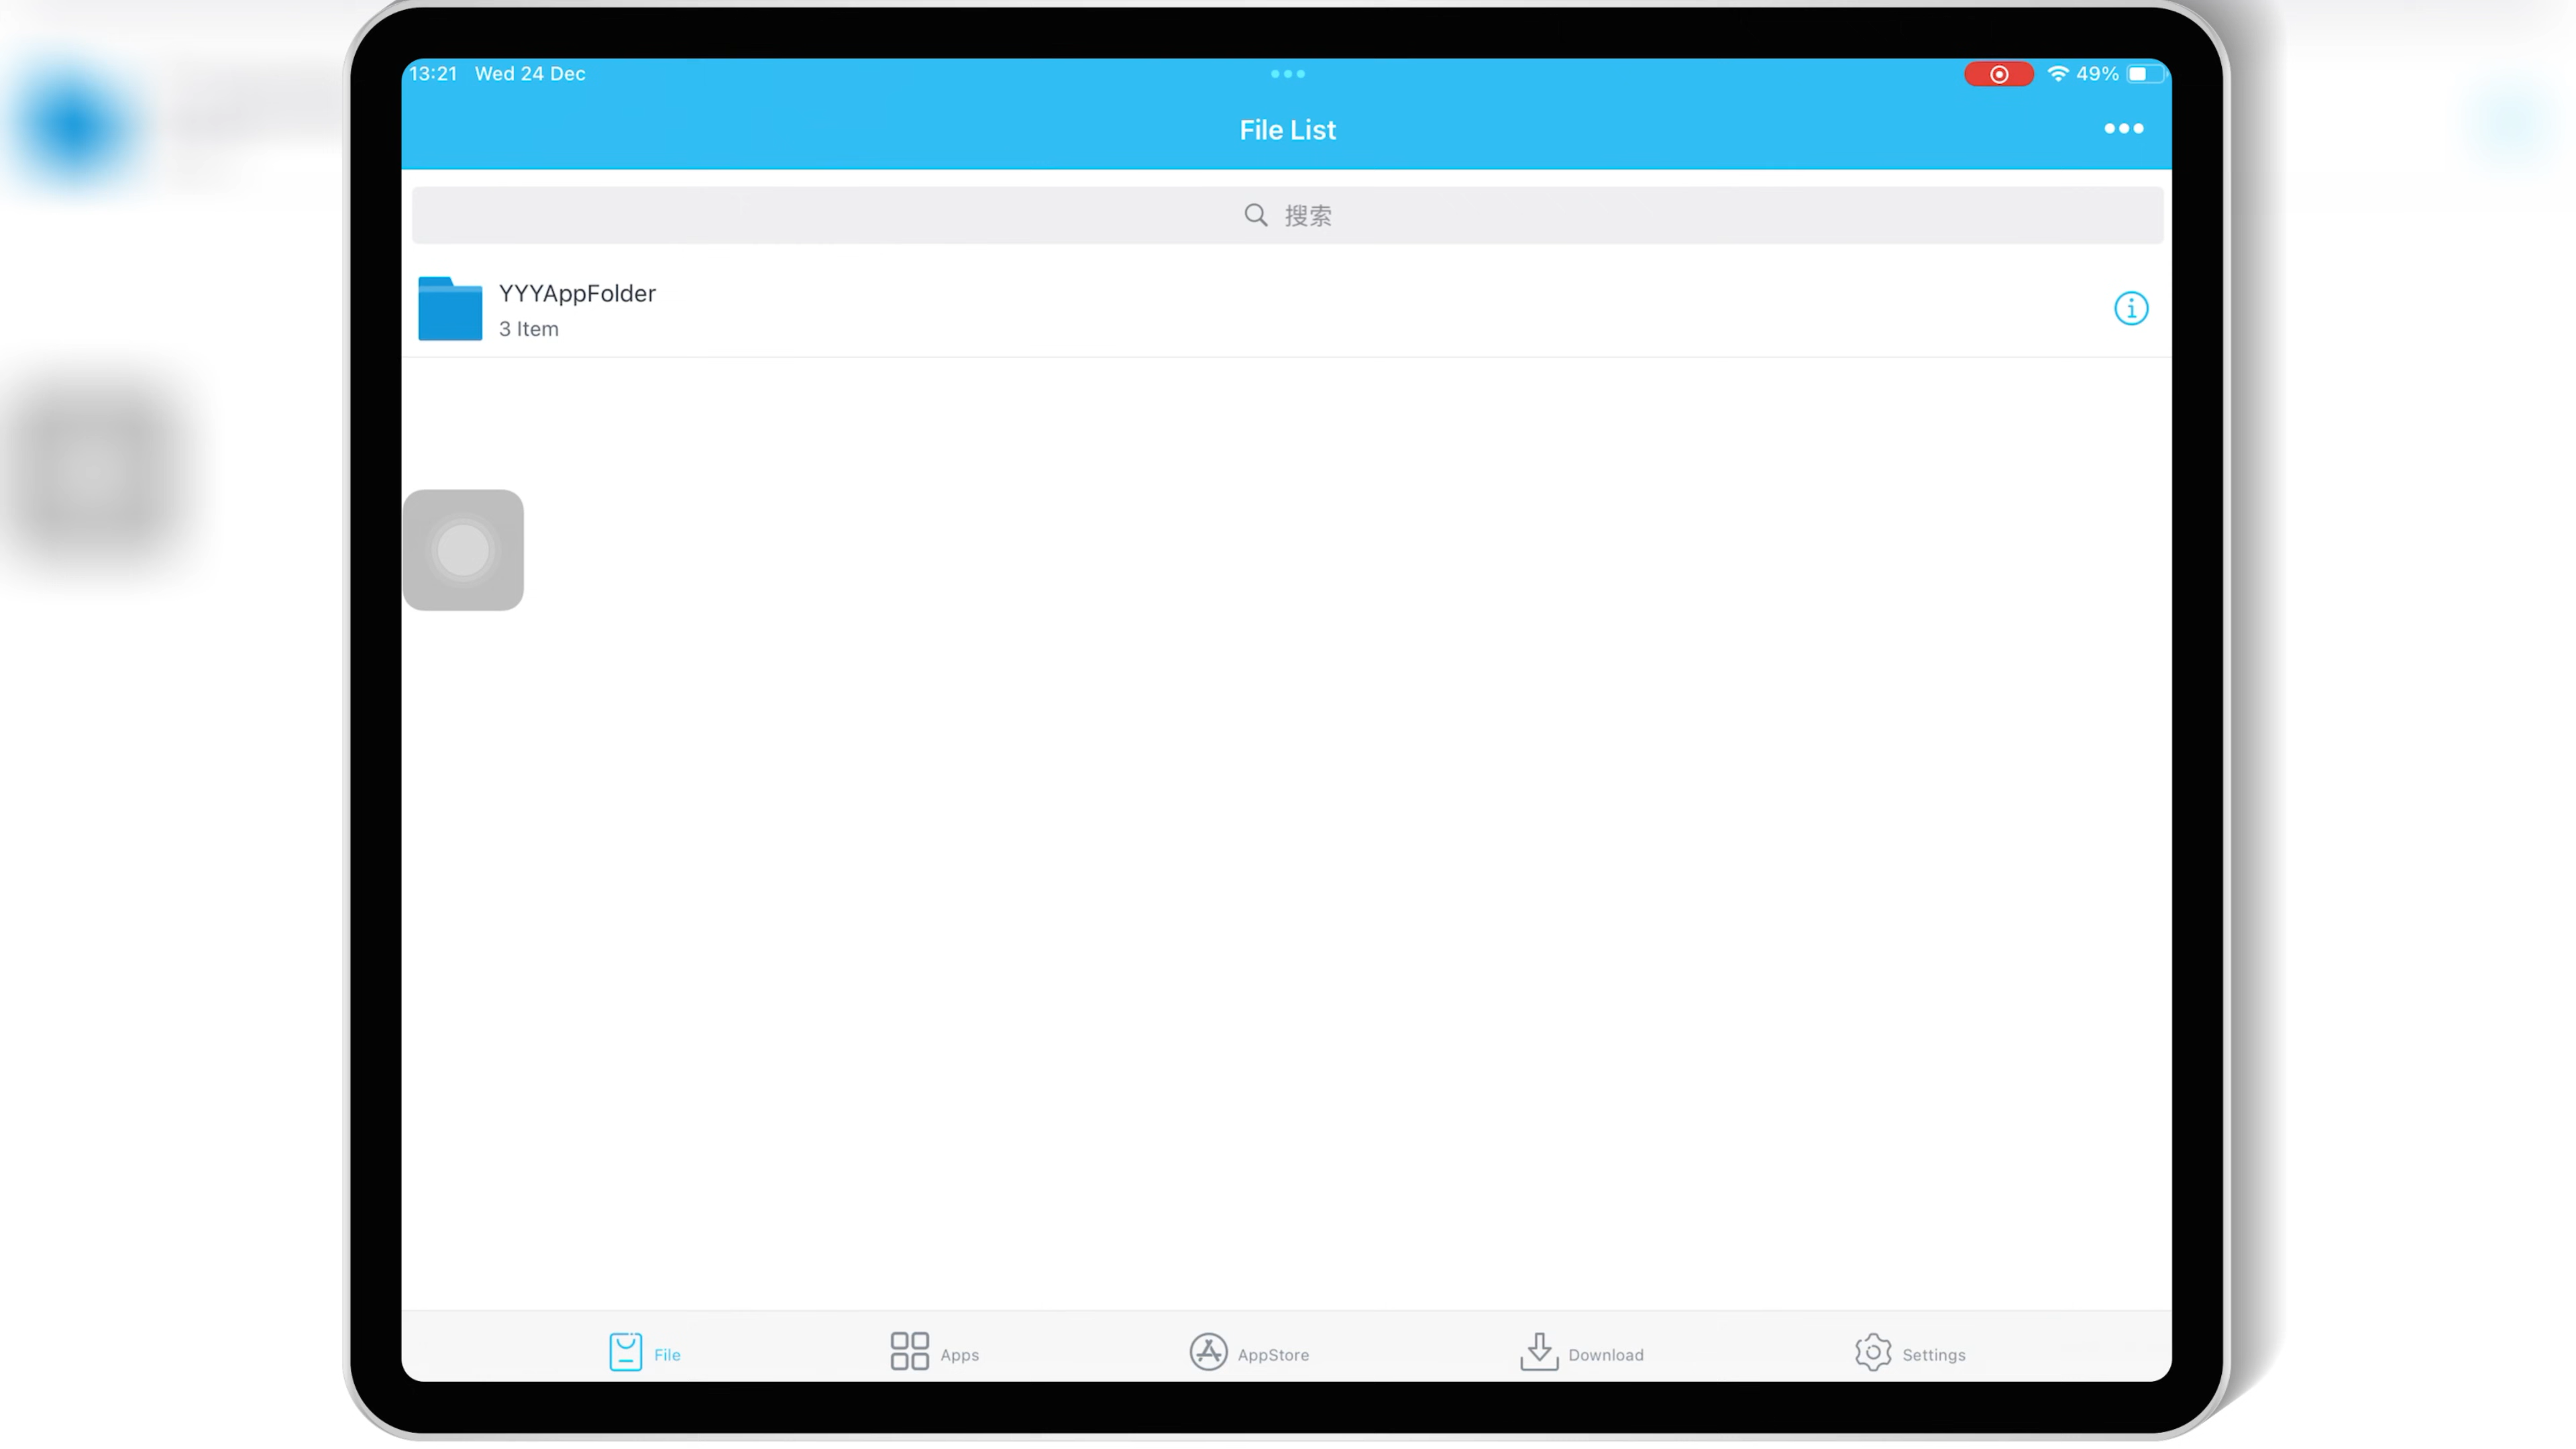 13:21 Wed 24 Dec
49%
File List
搜索
YYYAppFolder
3 Item
File
Apps
AppStore
Download
Settings